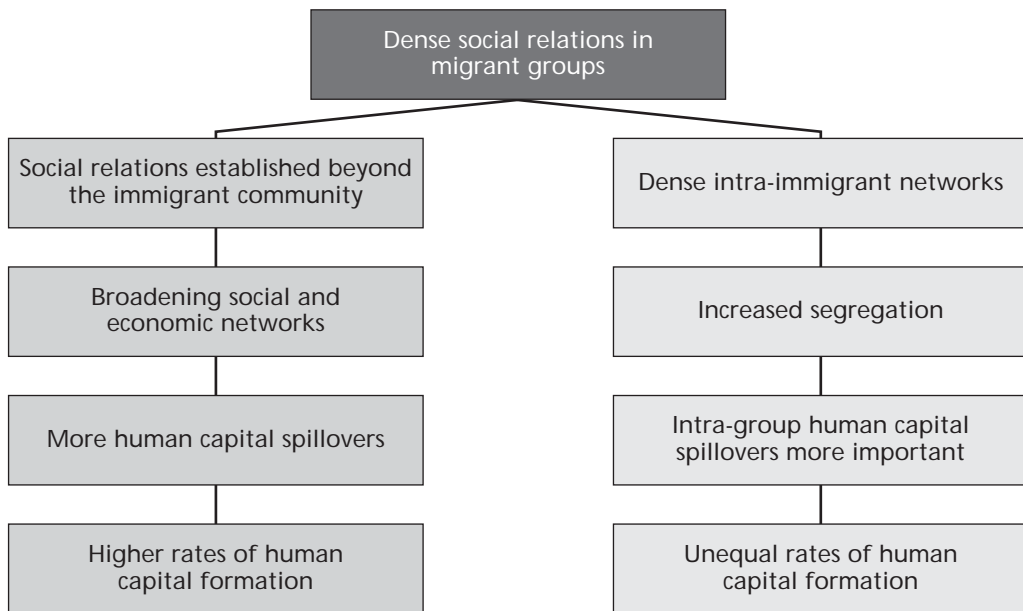 Dense social relations in
migrant groups
Social relations established beyond
the immigrant community
Broadening social and
economic networks
More human capital spillovers
Higher rates of human
capital formation
Dense intra-immigrant networks
Increased segregation
Intra-group human capital
spillovers more important
Unequal rates of human
capital formation